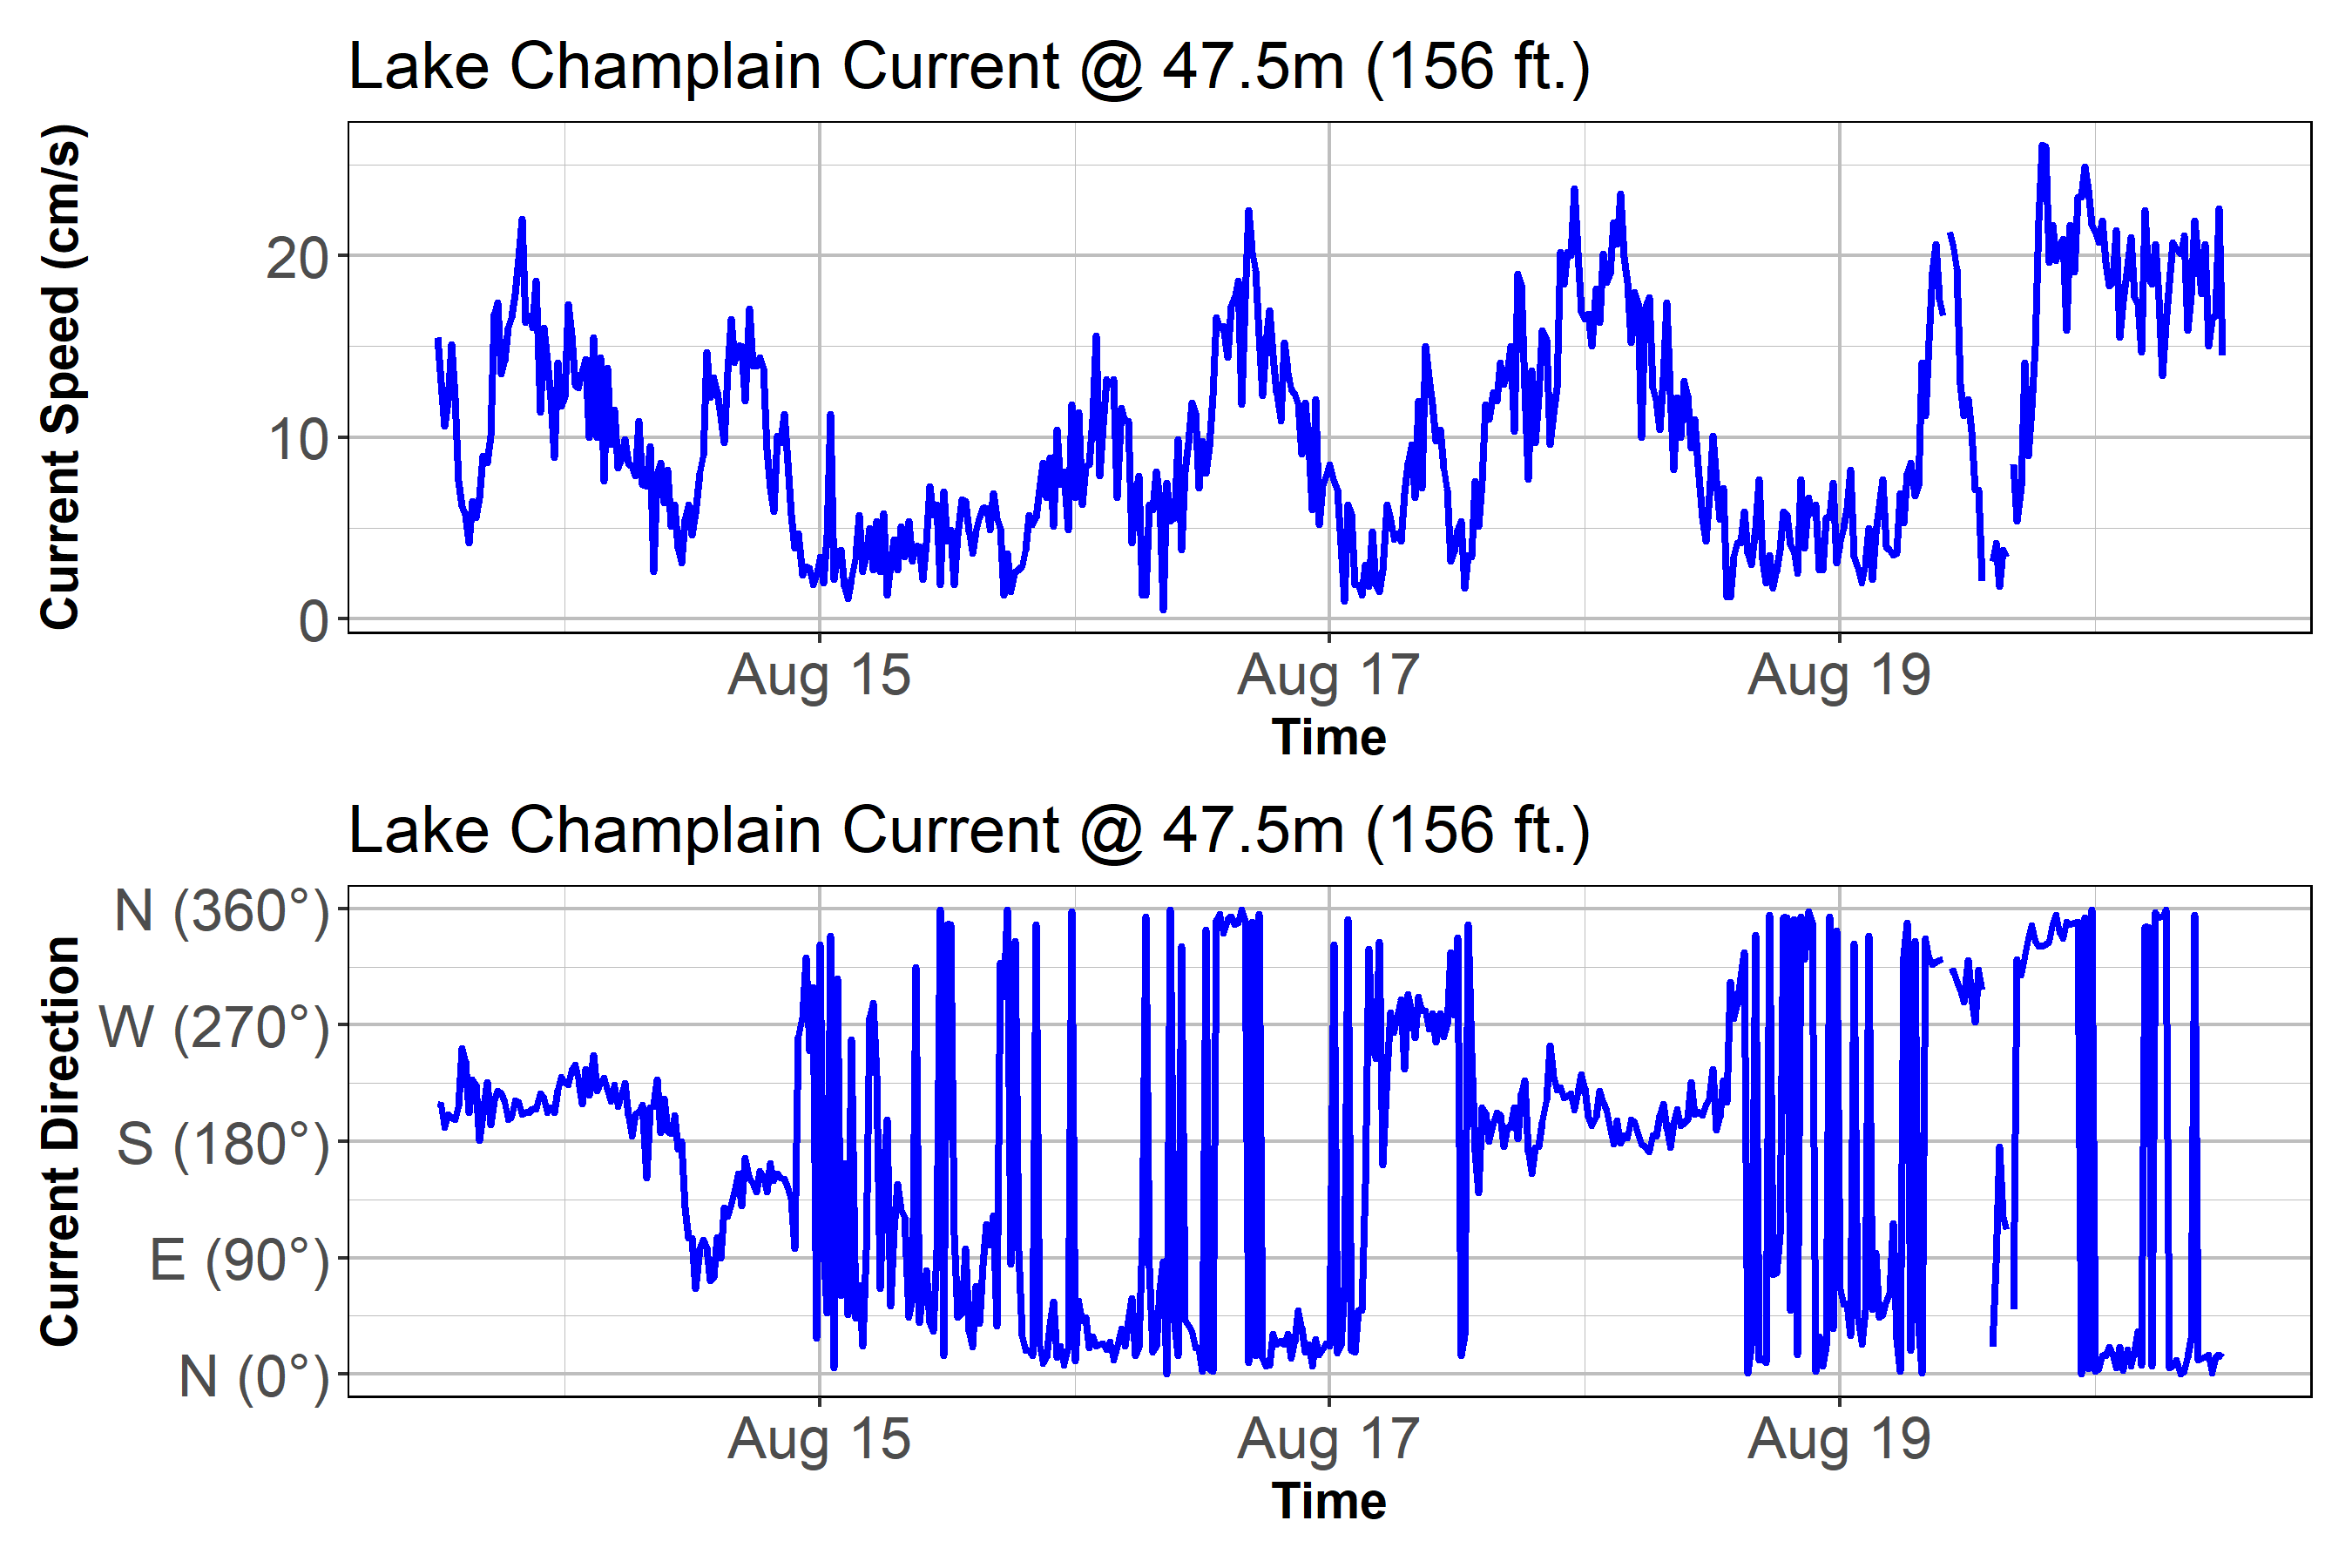 Lake Champlain Current @ 47.5m (156 ft.)
Current Speed (cm/s)
20
10
0
Aug 15 Aug 17 Aug 19
Time
Lake Champlain Current @ 47.5m (156 ft.)
Current Direction
N (360°)
W (270°)
S (180°)
E (90°)
N (0°)
Aug 15 Aug 17 Aug 19
Time